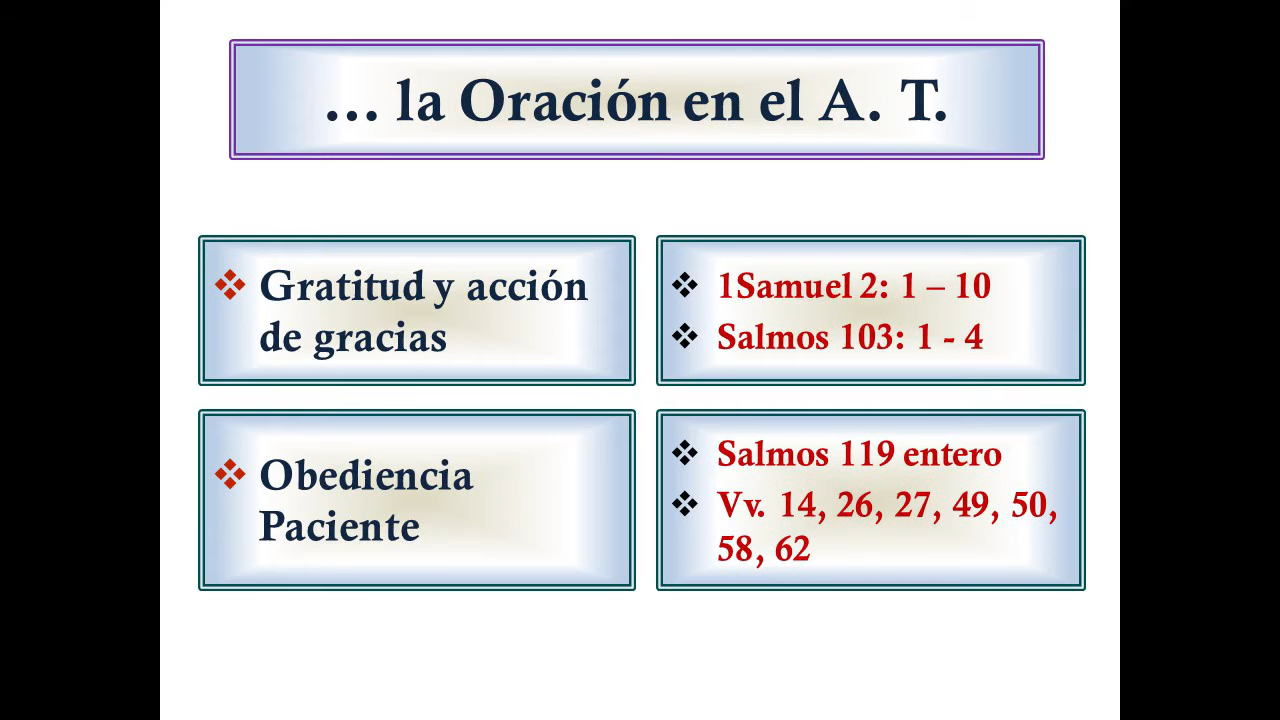 ... la Oración en el A. T.
Gratitud y acción
de gracias
1Samuel 2: 1 – 10
Salmos 103: 1 - 4
Obediencia
Paciente
Salmos 119 entero
Vv. 14, 26, 27, 49, 50,
58, 62